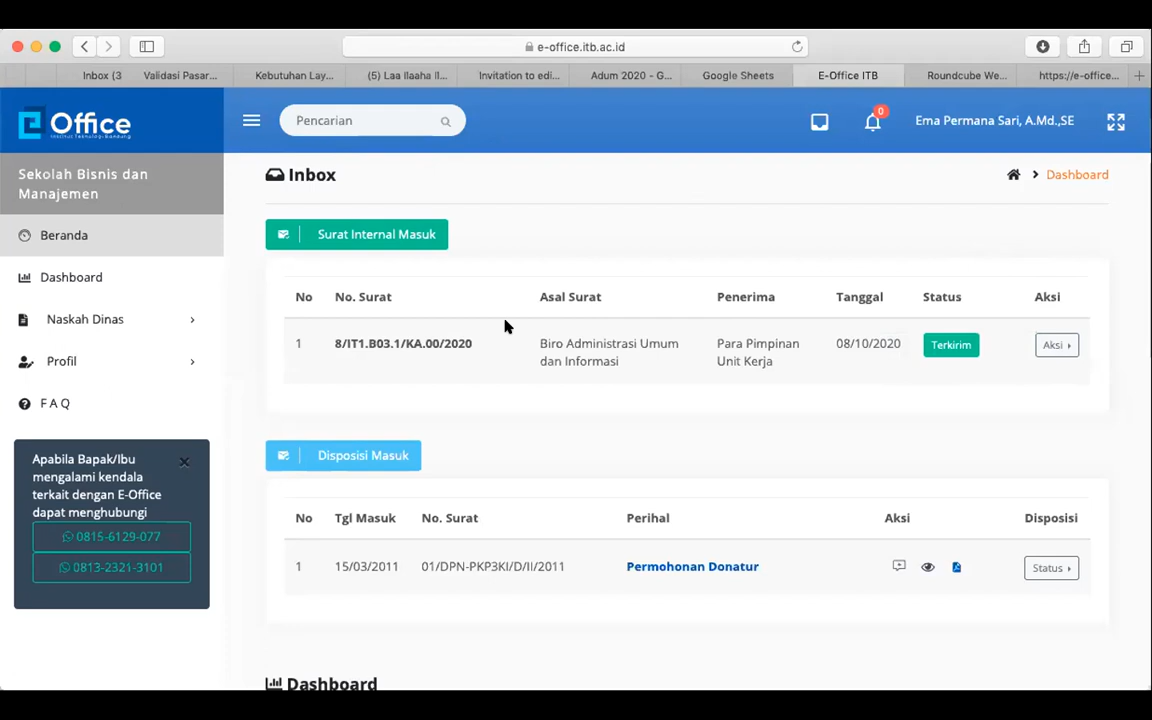 e-office.itb.ac.id
Inbox (3
Validasi Pasar...
Kebutuhan Lay...
(5) Laa ilaaha Il...
Invitation to edi...
Adum 2020 - G...
Google Sheets
E-Office ITB
Roundcube We...
https://e-office...
Office
Institut Teknologi Bandung
Pencarian
0
Ema Permana Sari, A.Md.,SE
Sekolah Bisnis dan
Manajemen
Beranda
Dashboard
Naskah Dinas
Profil
F A Q
Apabila Bapak/Ibu
mengalami kendala
terkait dengan E-Office
dapat menghubungi
0815-6129-077
0813-2321-3101
Inbox
Dashboard
Surat Internal Masuk
No No. Surat Asal Surat Penerima Tanggal Status Aksi
1 8/IT1.B03.1/KA.00/2020 Biro Administrasi Umum Para Pimpinan 08/10/2020 Terkirim Aksi
dan Informasi Unit Kerja
Disposisi Masuk
No Tgl Masuk No. Surat Perihal Aksi Disposisi
1 15/03/2011 01/DPN-PKP3KI/D/II/2011 Permohonan Donatur Status
Dashboard